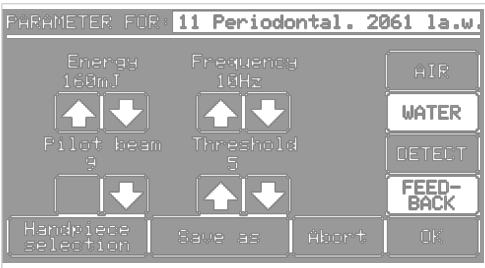 PARAMETER FOR: 11 Periodontal. 2061 la.w.
Energy
160mJ
Frequency
10Hz
AIR
WATER
Pilot beam
9
Threshold
5
DETECT
FEED-
BACK
Handpiece
selection
Save as
Abort
OK